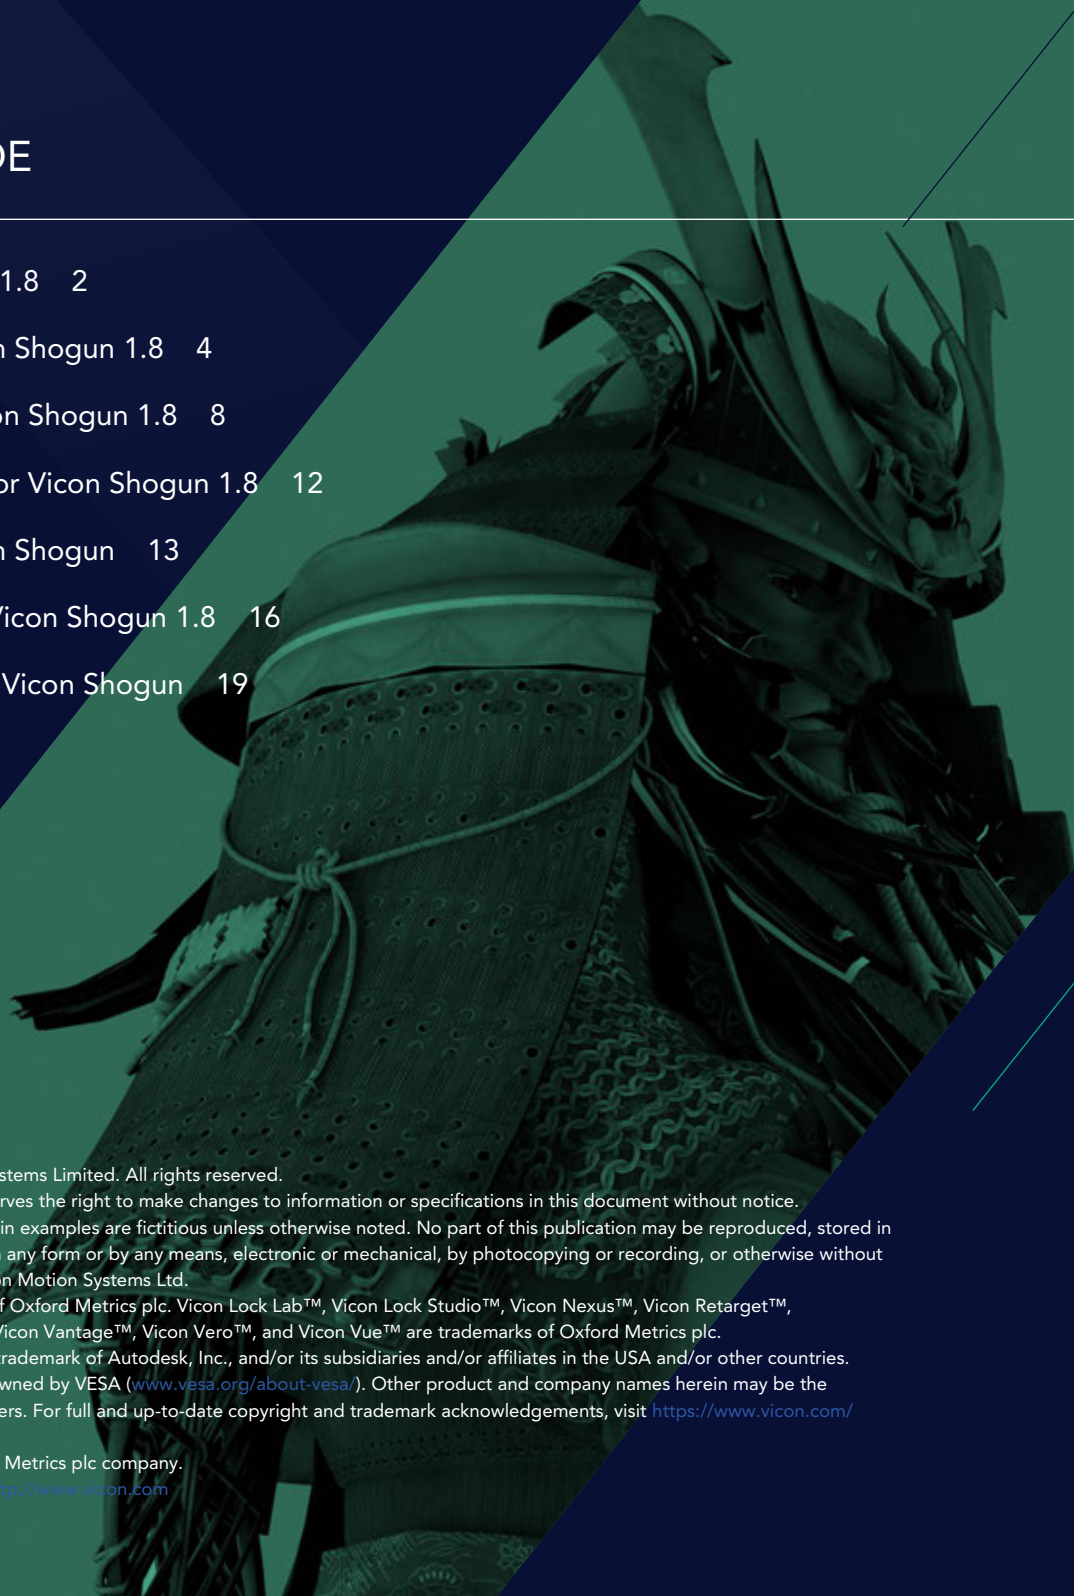 DE
1.8 2
n Shogun 1.8 4
on Shogun 1.8 8
or Vicon Shogun 1.8 12
n Shogun 13
Vicon Shogun 1.8 16
Vicon Shogun 19
stems Limited. All rights reserved.
rves the right to make changes to information or specifications in this document without notice.
in examples are fictitious unless otherwise noted. No part of this publication may be reproduced, stored in
any form or by any means, electronic or mechanical, by photocopying or recording, or otherwise without
on Motion Systems Ltd.
of Oxford Metrics plc. Vicon Lock Lab™, Vicon Lock Studio™, Vicon Nexus™, Vicon Retarget™,
Vicon Vantage™, Vicon Vero™, and Vicon Vue™ are trademarks of Oxford Metrics plc.
trademark of Autodesk, Inc., and/or its subsidiaries and/or affiliates in the USA and/or other countries.
wned by VESA (www.vesa.org/about-vesa/). Other product and company names herein may be the
ers. For full and up-to-date copyright and trademark acknowledgements, visit https://www.vicon.com/
Metrics plc company.
tp://www.vicon.com